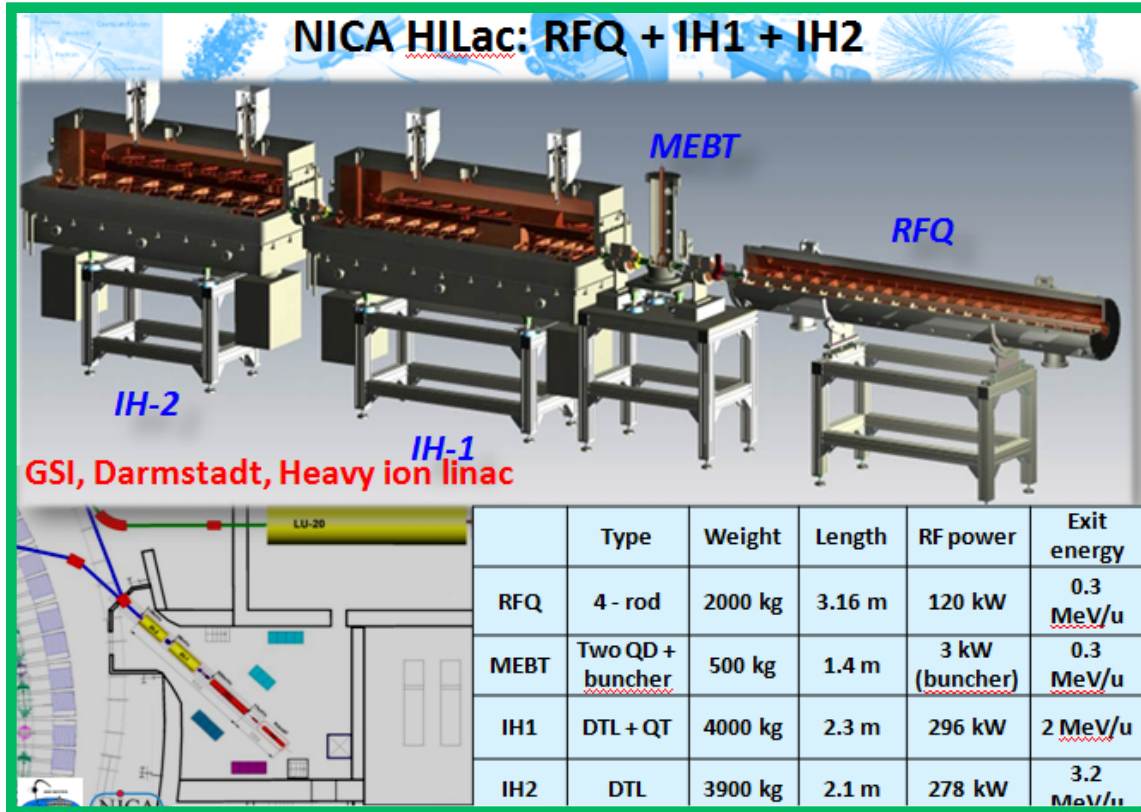 NICA HILac: RFQ + IH1 + IH2
MEBT
RFQ
IH-2
IH-1
GSI, Darmstadt, Heavy ion linac
LU-20
Type Weight Length RF power Exit
energy
RFQ 4 - rod 2000 kg 3.16 m 120 kW 0.3
MeV/u
MEBT Two QD +
buncher 500 kg 1.4 m 3 kW
(buncher) 0.3
MeV/u
IH1 DTL + QT 4000 kg 2.3 m 296 kW 2 MeV/u
IH2 DTL 3900 kg 2.1 m 278 kW 3.2
MeV/u
NICA